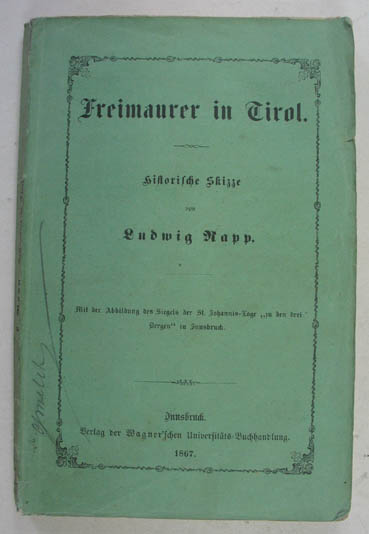 Freimaurer in Tirol.
Historische Skizze
von
Ludwig Rapp.
Mit der Abbildung des Siegels der St. Johannis-Loge „zu den drei
Bergen“ in Innsbruck.
Innsbruck.
Verlag der Wagner'schen Universitäts-Buchhandlung.
1867.